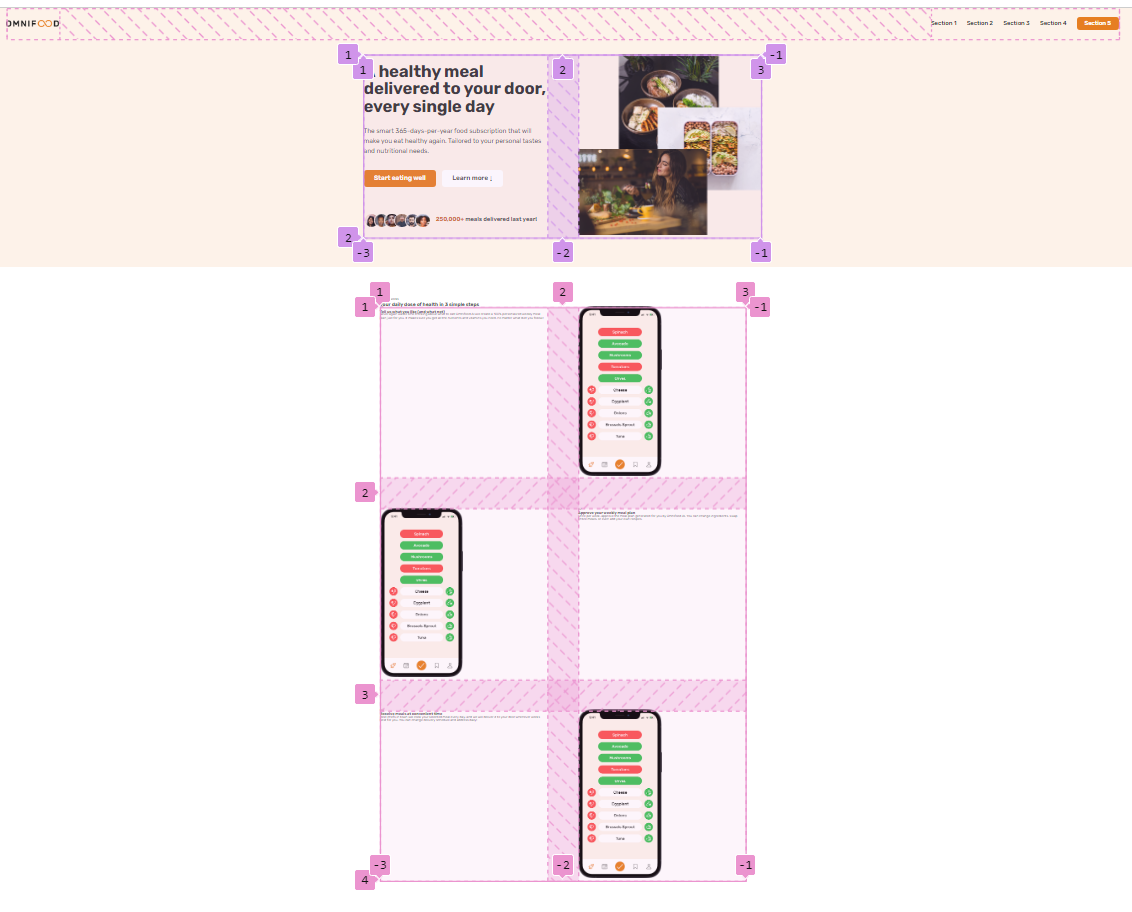 OMNIFOOD
Section 1
Section 2
Section 3
Section 4
Section 5
1
-1
1
2
3
healthy meal
delivered to your door,
every single day
The smart 365-days-per-year food subscription that will
make you eat healthy again. Tailored to your personal tastes
and nutritional needs.
Start eating well
Learn more ↓
250,000+ meals delivered last year!
2
-3
-2
-1
1
2
3
1
-1
your daily dose of health in 3 simple steps
Tell us what you like (and what not)
Spinach
Avocado
Mushrooms
Tomatoes
Olives
Cheese
Eggplant
Onions
Avocado Spread
Tuna
2
Approve your weekly meal plan
Spinach
Avocado
Mushrooms
Tomatoes
Olives
Cheese
Eggplant
Onions
Avocado Spread
Tuna
3
Receive meals at convenient time
Spinach
Avocado
Mushrooms
Tomatoes
Olives
Cheese
Eggplant
Onions
Avocado Spread
Tuna
-3
-2
-1
4